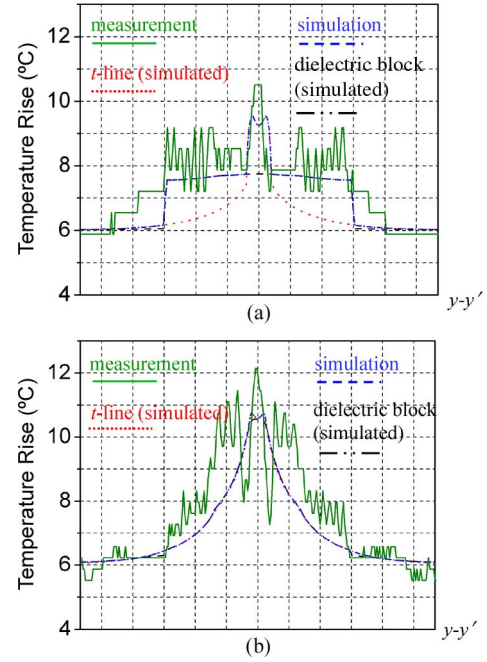 measurement
simulation
t-line (simulated)
dielectric block
(simulated)
Temperature Rise (ºC)
12
10
8
6
4
y-y′
(a)
measurement
simulation
t-line (simulated)
dielectric block
(simulated)
Temperature Rise (ºC)
12
10
8
6
4
y-y′
(b)